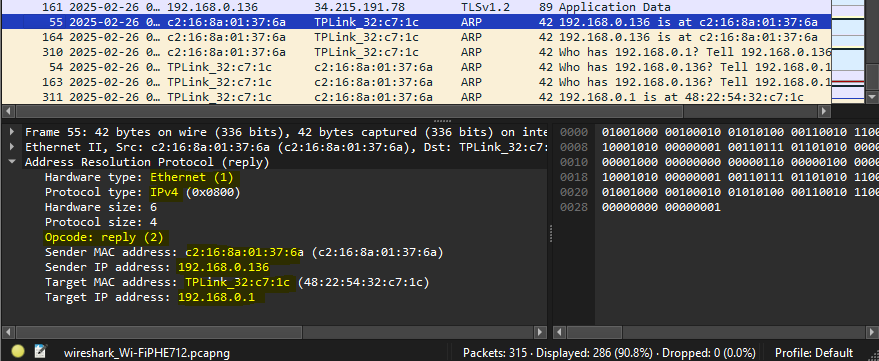 161 2025-02-26 0… 192.168.0.136 34.215.191.78 TLSv1.2 89 Application Data
55 2025-02-26 0… c2:16:8a:01:37:6a TPLink_32:c7:1c ARP 42 192.168.0.136 is at c2:16:8a:01:37:6a
164 2025-02-26 0… c2:16:8a:01:37:6a TPLink_32:c7:1c ARP 42 192.168.0.136 is at c2:16:8a:01:37:6a
310 2025-02-26 0… c2:16:8a:01:37:6a TPLink_32:c7:1c ARP 42 Who has 192.168.0.1? Tell 192.168.0.136
54 2025-02-26 0… TPLink_32:c7:1c c2:16:8a:01:37:6a ARP 42 Who has 192.168.0.136? Tell 192.168.0.1
163 2025-02-26 0… TPLink_32:c7:1c c2:16:8a:01:37:6a ARP 42 Who has 192.168.0.136? Tell 192.168.0.1
311 2025-02-26 0… TPLink_32:c7:1c c2:16:8a:01:37:6a ARP 42 192.168.0.1 is at 48:22:54:32:c7:1c
Frame 55: 42 bytes on wire (336 bits), 42 bytes captured (336 bits) on inte
Ethernet II, Src: c2:16:8a:01:37:6a (c2:16:8a:01:37:6a), Dst: TPLink_32:c7:
Address Resolution Protocol (reply)
Hardware type: Ethernet (1)
Protocol type: IPv4 (0x0800)
Hardware size: 6
Protocol size: 4
Opcode: reply (2)
Sender MAC address: c2:16:8a:01:37:6a (c2:16:8a:01:37:6a)
Sender IP address: 192.168.0.136
Target MAC address: TPLink_32:c7:1c (48:22:54:32:c7:1c)
Target IP address: 192.168.0.1
0000 01001000 00100010 01010100 00110010 1100
0008 10001010 00000001 00110111 01101010 0000
0010 00001000 00000000 00000110 00000100 0000
0018 10001010 00000001 00110111 01101010 1100
0020 01001000 00100010 01010100 00110010 1100
0028 00000000 00000001
wireshark_Wi-FiPHE712.pcapng
Packets: 315 · Displayed: 286 (90.8%) · Dropped: 0 (0.0%)
Profile: Default